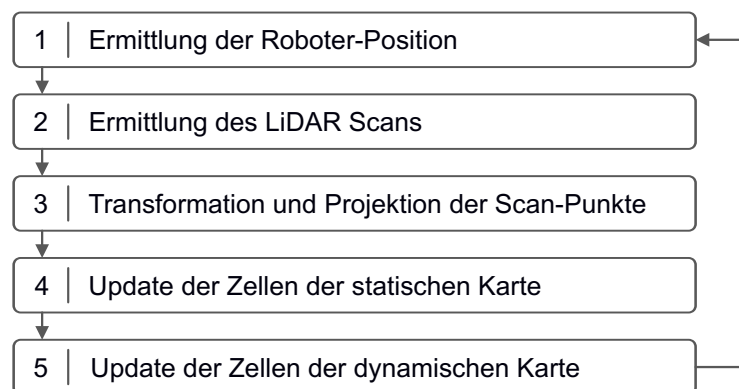 1 | Ermittlung der Roboter-Position
2 | Ermittlung des LiDAR Scans
3 | Transformation und Projektion der Scan-Punkte
4 | Update der Zellen der statischen Karte
5 | Update der Zellen der dynamischen Karte